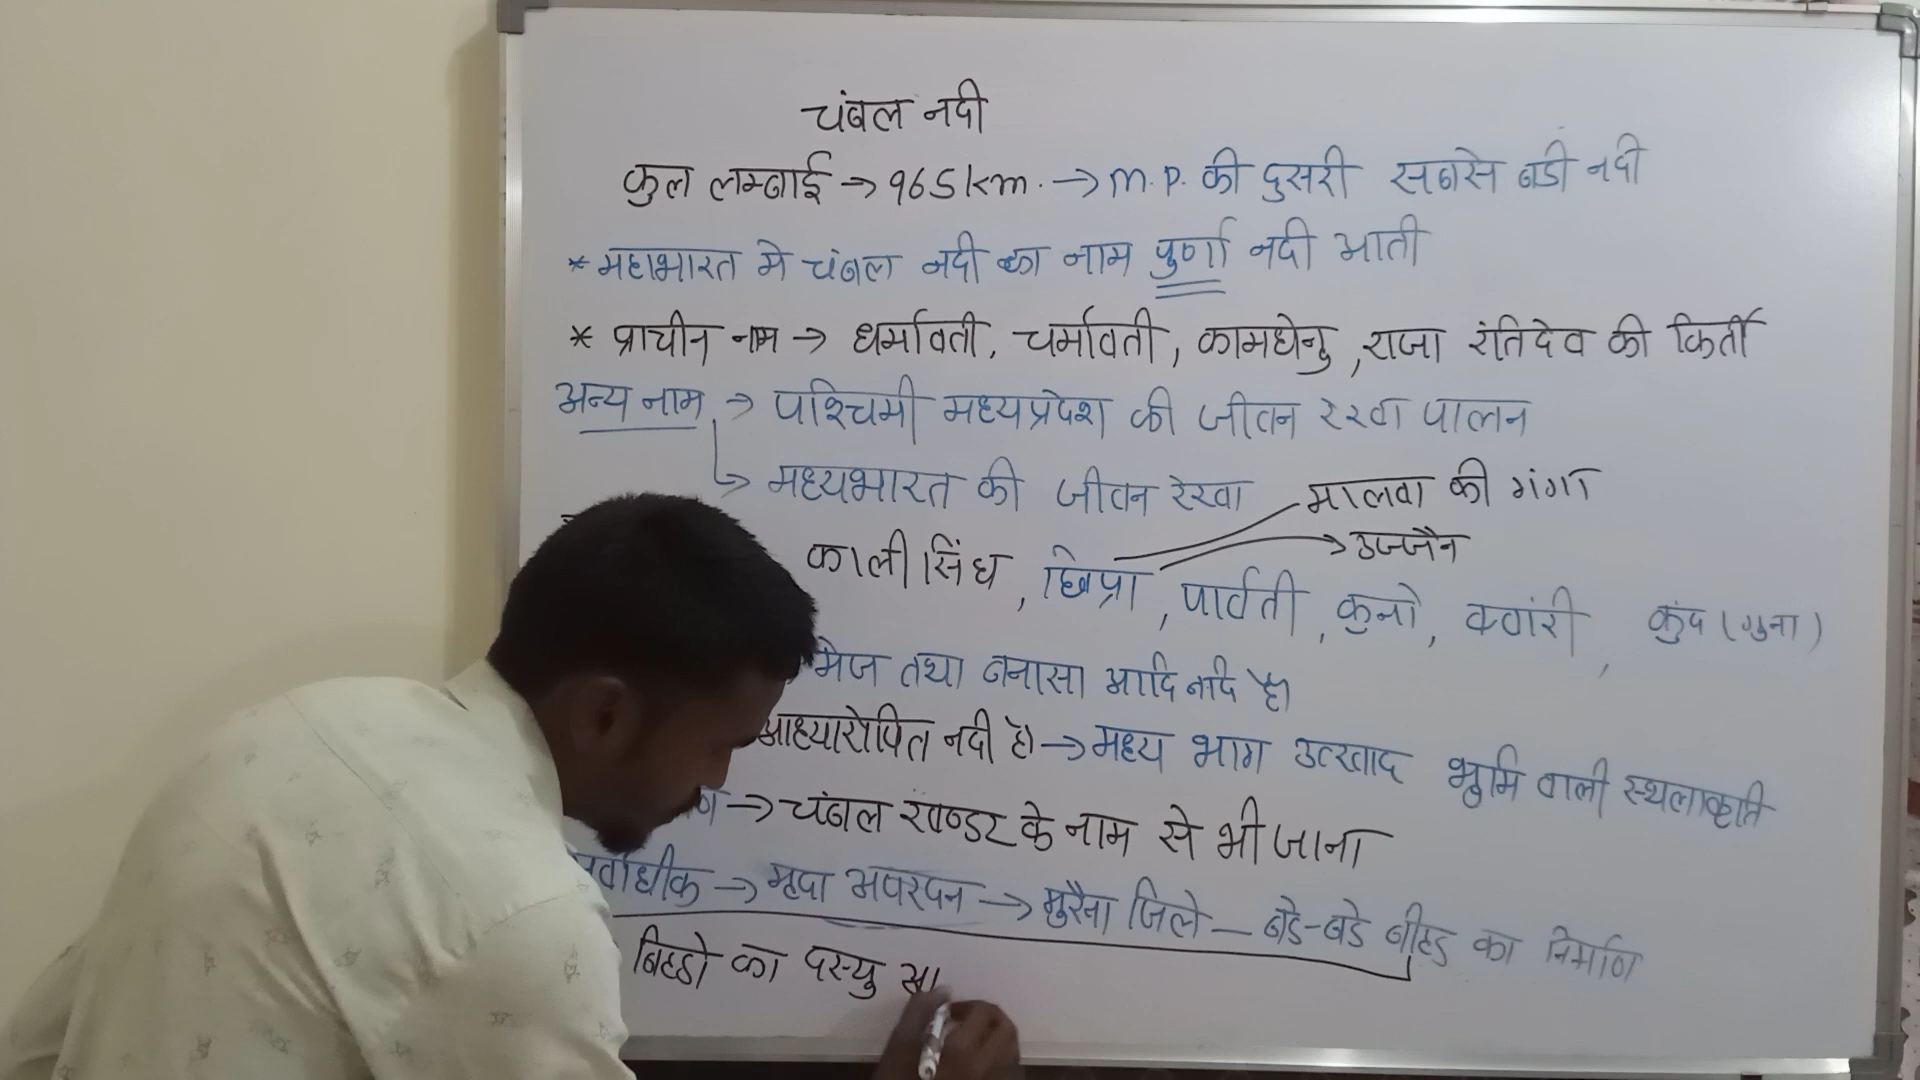 चंबल नदी
कुल लम्बाई → 965 km. → m.p. की दुसरी सबसे बडी नदी
* महाभारत मे चंबल नदी का नाम पुर्णा नदी आती
* प्राचीन नाम → धर्मावती, चर्मावती, कामधेनु, राजा रंतिदेव की किर्ती
अन्य नाम → पश्चिमी मध्यप्रदेश की जीवन रेखा पालन
↳ मध्यभारत की जीवन रेखा
मालवा की गंगा
→ उज्जैन
काली सिंध, छिप्रा, पार्वती, कुनो, क्वांरी, कुंद (गुना)
मेज तथा बनासा आदि नदि है।
आध्यारोपित नदी है। → मध्य भाग उत्खाद भूमि वाली स्थलाकृति
→ चंबल खण्डर के नाम से भी जाना
र्वाधीक → मृदा अपरदन → मुरैना जिले – बडे-बडे बीहड का निर्माण
बिहडो का दस्यु